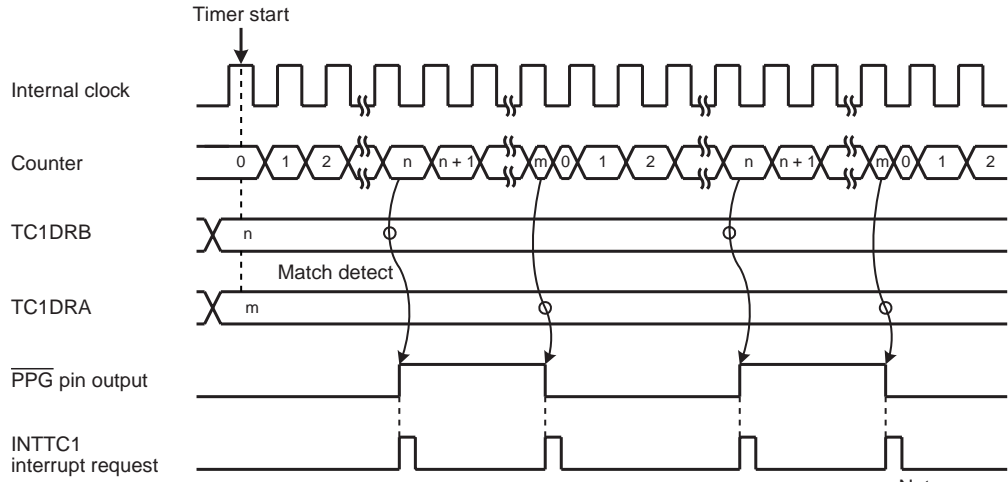 Timer start
Internal clock
Counter
0 1 2 n n + 1 m 0 1 2 n n + 1 m 0 1 2
TC1DRB
n
Match detect
TC1DRA
m
PPG pin output
INTTC1
interrupt request